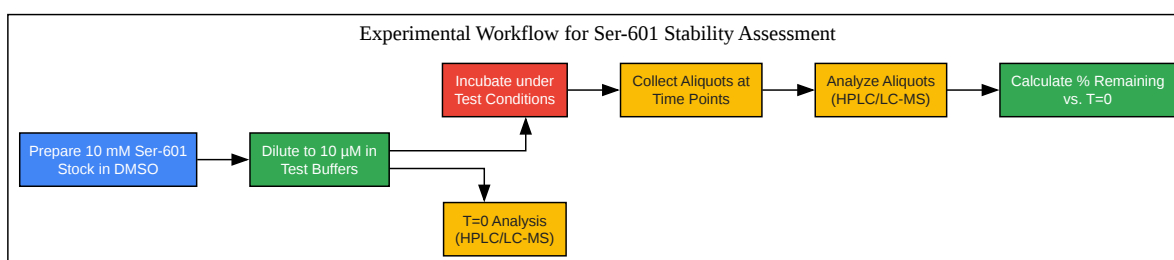 Experimental Workflow for Ser-601 Stability Assessment
Prepare 10 mM Ser-601
Stock in DMSO
Dilute to 10 µM in
Test Buffers
Incubate under
Test Conditions
Collect Aliquots at
Time Points
Analyze Aliquots
(HPLC/LC-MS)
Calculate % Remaining
vs. T=0
T=0 Analysis
(HPLC/LC-MS)